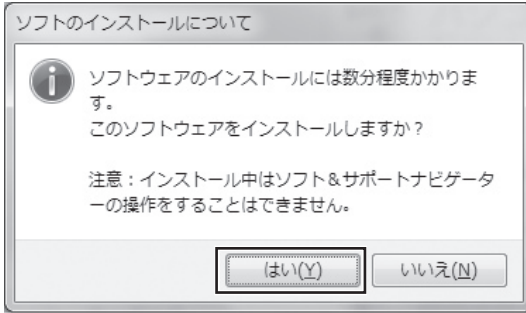 ソフトのインストールについて
ソフトウェアのインストールには数分程度かかりま
す。
このソフトウェアをインストールしますか？
注意：インストール中はソフト&サポートナビゲータ
ーの操作をすることはできません。
はい(Y)
いいえ(N)